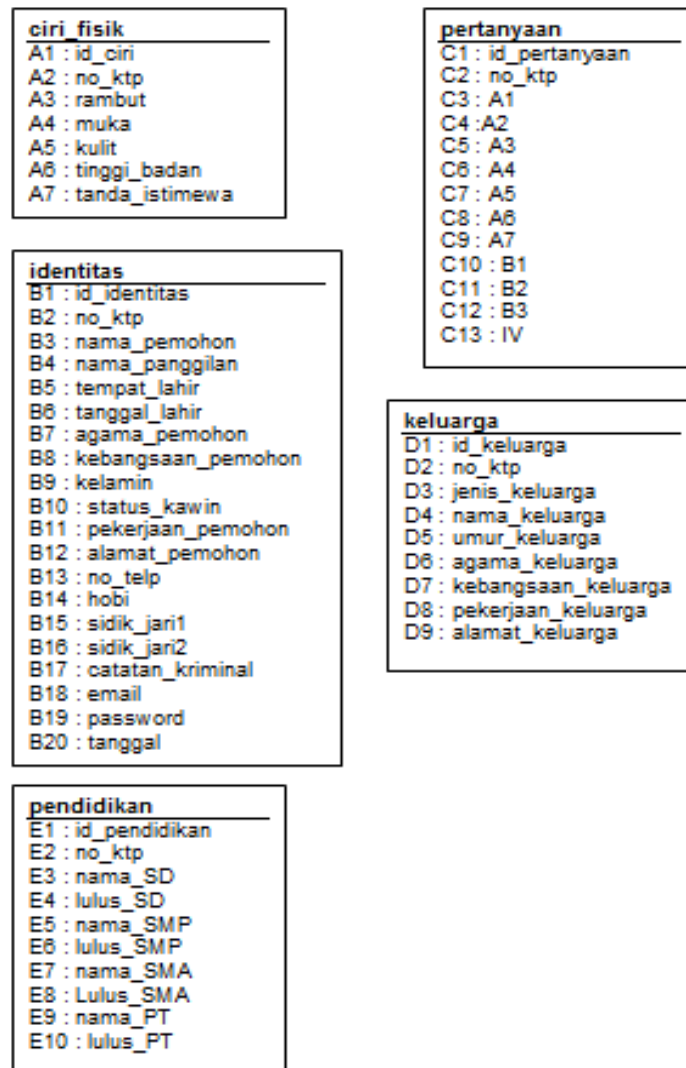 ciri_fisik
A1 : id_ciri
A2 : no_ktp
A3 : rambut
A4 : muka
A5 : kulit
A6 : tinggi_badan
A7 : tanda_istimewa
identitas
B1 : id_identitas
B2 : no_ktp
B3 : nama_pemohon
B4 : nama_panggilan
B5 : tempat_lahir
B6 : tanggal_lahir
B7 : agama_pemohon
B8 : kebangsaan_pemohon
B9 : kelamin
B10 : status_kawin
B11 : pekerjaan_pemohon
B12 : alamat_pemohon
B13 : no_telp
B14 : hobi
B15 : sidik_jari1
B16 : sidik_jari2
B17 : catatan_kriminal
B18 : email
B19 : password
B20 : tanggal
pendidikan
E1 : id_pendidikan
E2 : no_ktp
E3 : nama_SD
E4 : lulus_SD
E5 : nama_SMP
E6 : lulus_SMP
E7 : nama_SMA
E8 : Lulus_SMA
E9 : nama_PT
E10 : lulus_PT
pertanyaan
C1 : id_pertanyaan
C2 : no_ktp
C3 : A1
C4 :A2
C5 : A3
C6 : A4
C7 : A5
C8 : A6
C9 : A7
C10 : B1
C11 : B2
C12 : B3
C13 : IV
keluarga
D1 : id_keluarga
D2 : no_ktp
D3 : jenis_keluarga
D4 : nama_keluarga
D5 : umur_keluarga
D6 : agama_keluarga
D7 : kebangsaan_keluarga
D8 : pekerjaan_keluarga
D9 : alamat_keluarga